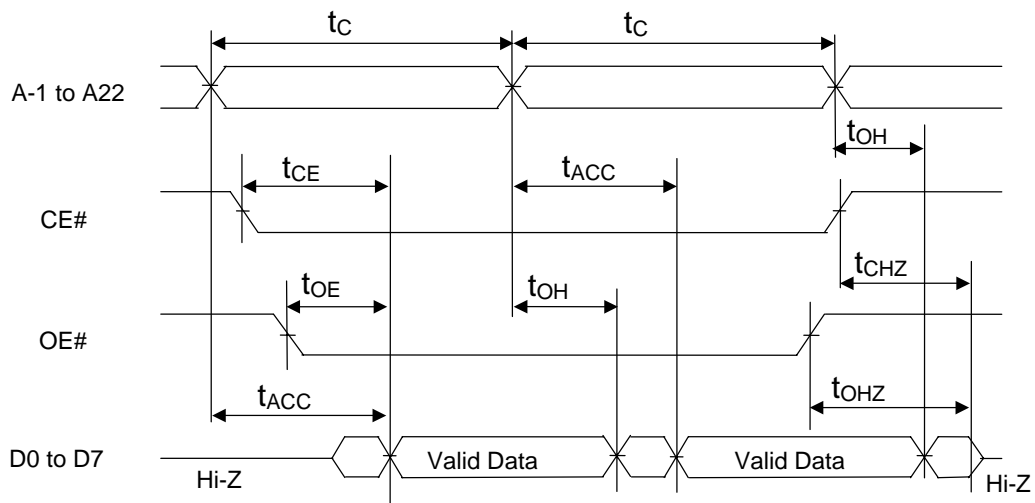 tC tC
A-1 to A22
tOH
tCE tACC
CE#
tCHZ
tOE tOH
OE#
tACC tOHZ
D0 to D7 Valid Data Valid Data
Hi-Z Hi-Z